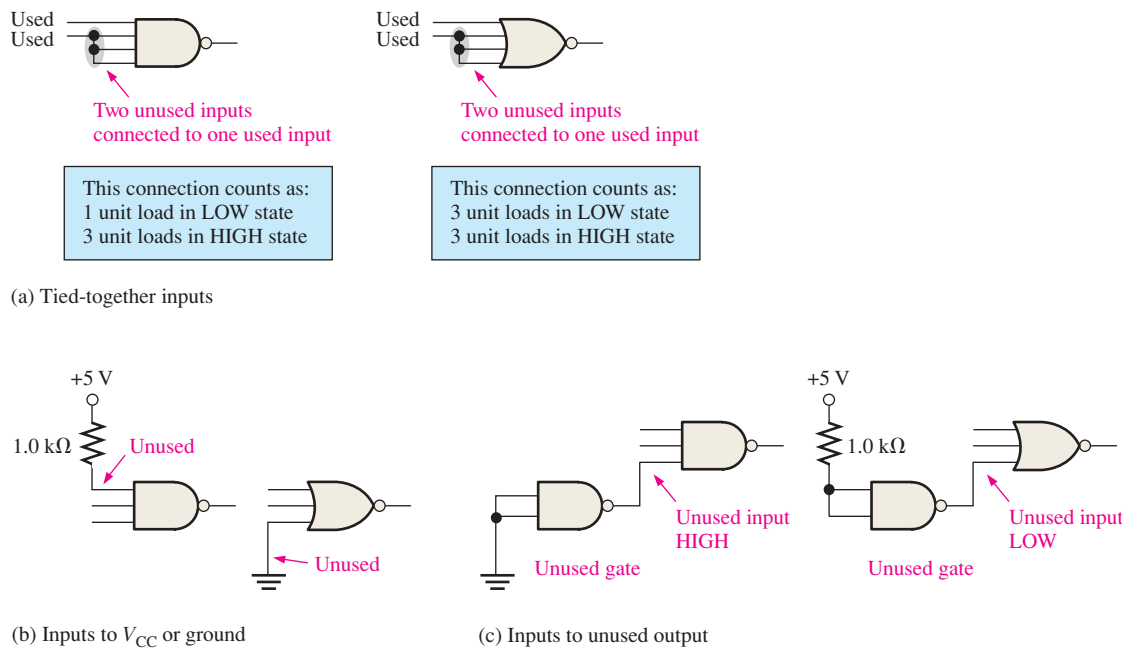 Used
Used
Two unused inputs
connected to one used input
This connection counts as:
1 unit load in LOW state
3 unit loads in HIGH state
Used
Used
Two unused inputs
connected to one used input
This connection counts as:
3 unit loads in LOW state
3 unit loads in HIGH state
(a) Tied-together inputs
+5 V
1.0 kΩ
Unused
Unused
(b) Inputs to VCC or ground
Unused input
HIGH
Unused gate
+5 V
1.0 kΩ
Unused input
LOW
Unused gate
(c) Inputs to unused output